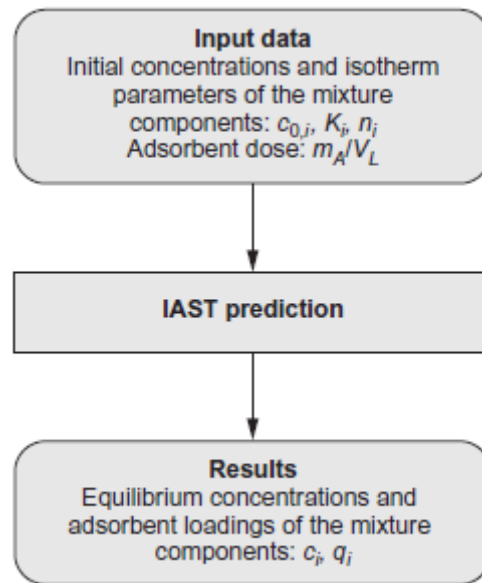 Input data
Initial concentrations and isotherm
parameters of the mixture
components: c0,i, Ki, ni
Adsorbent dose: mA/VL
IAST prediction
Results
Equilibrium concentrations and
adsorbent loadings of the mixture
components: ci, qi